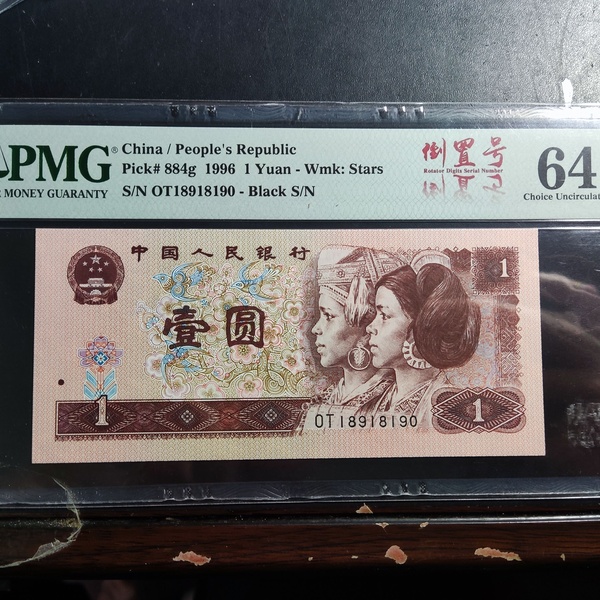 PMG®
MONEY GUARANTY
China / People's Republic
Pick# 884g 1996 1 Yuan - Wmk: Stars
S/N OT18918190 - Black S/N
倒置号
Rotator Digits Serial Number
64
Choice Uncirculat
中国人民银行
1
壹圆
1
OT18918190
1